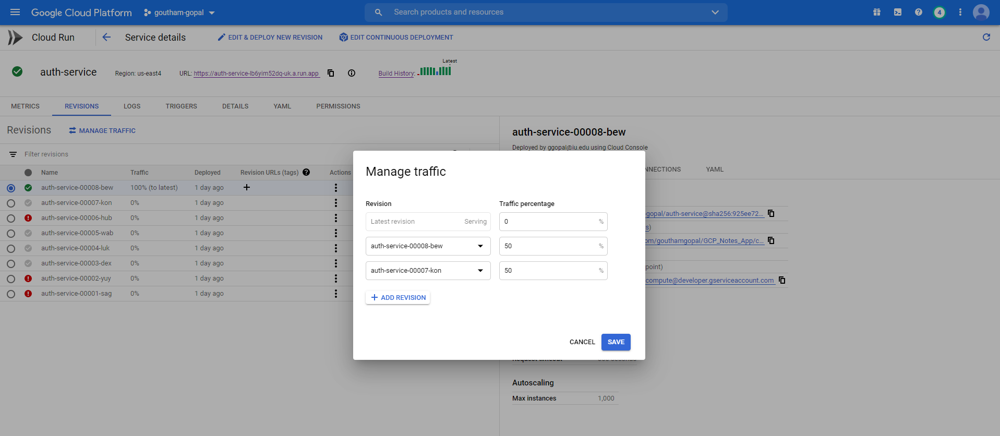 Google Cloud Platform
goutham-gopal
Search products and resources
4
Cloud Run
Service details
EDIT & DEPLOY NEW REVISION
EDIT CONTINUOUS DEPLOYMENT
auth-service
Region: us-east4
URL: https://auth-service-lb6yim52dq-uk.a.run.app
Build History:
Latest
METRICS
REVISIONS
LOGS
TRIGGERS
DETAILS
YAML
PERMISSIONS
Revisions
MANAGE TRAFFIC
Filter revisions
Name Traffic Deployed Revision URLs (tags) Actions
auth-service-00008-bew 100% (to latest) 1 day ago
auth-service-00007-kon 0% 1 day ago
auth-service-00006-hub 0% 1 day ago
auth-service-00005-wab 0% 1 day ago
auth-service-00004-luk 0% 1 day ago
auth-service-00003-dex 0% 1 day ago
auth-service-00002-yuy 0% 1 day ago
auth-service-00001-sag 0% 1 day ago
auth-service-00008-bew
Deployed by ggopal@iu.edu using Cloud Console
NNECTIONS
YAML
-gopal/auth-service@sha256:925ee72...
s)
om/gouthamgopal/GCP_Notes_App/c...
point)
compute@developer.gserviceaccount.com
Request timeout
Autoscaling
Max instances 1,000
Manage traffic
Revision Traffic percentage
Latest revision Serving 0 %
auth-service-00008-bew 50 %
auth-service-00007-kon 50 %
ADD REVISION
CANCEL
SAVE